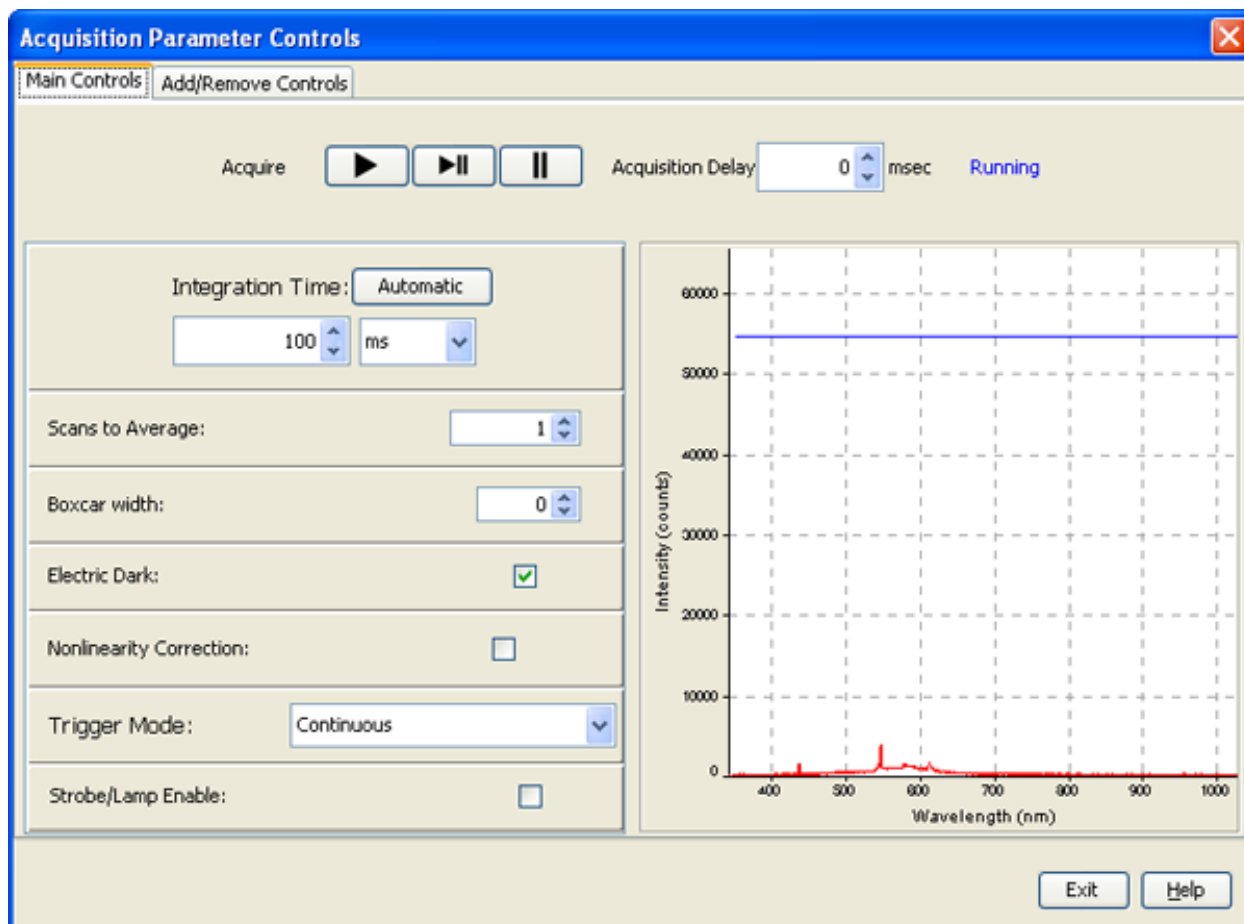 Acquisition Parameter Controls
Main Controls
Add/Remove Controls
Acquire
Acquisition Delay
0
msec
Running
Integration Time:
Automatic
100
ms
Scans to Average:
1
Boxcar width:
0
Electric Dark:
Nonlinearity Correction:
Trigger Mode:
Continuous
Strobe/Lamp Enable:
Intensity (counts)
60000
50000
40000
30000
20000
10000
0
400 500 600 700 800 900 1000
Wavelength (nm)
Exit
Help